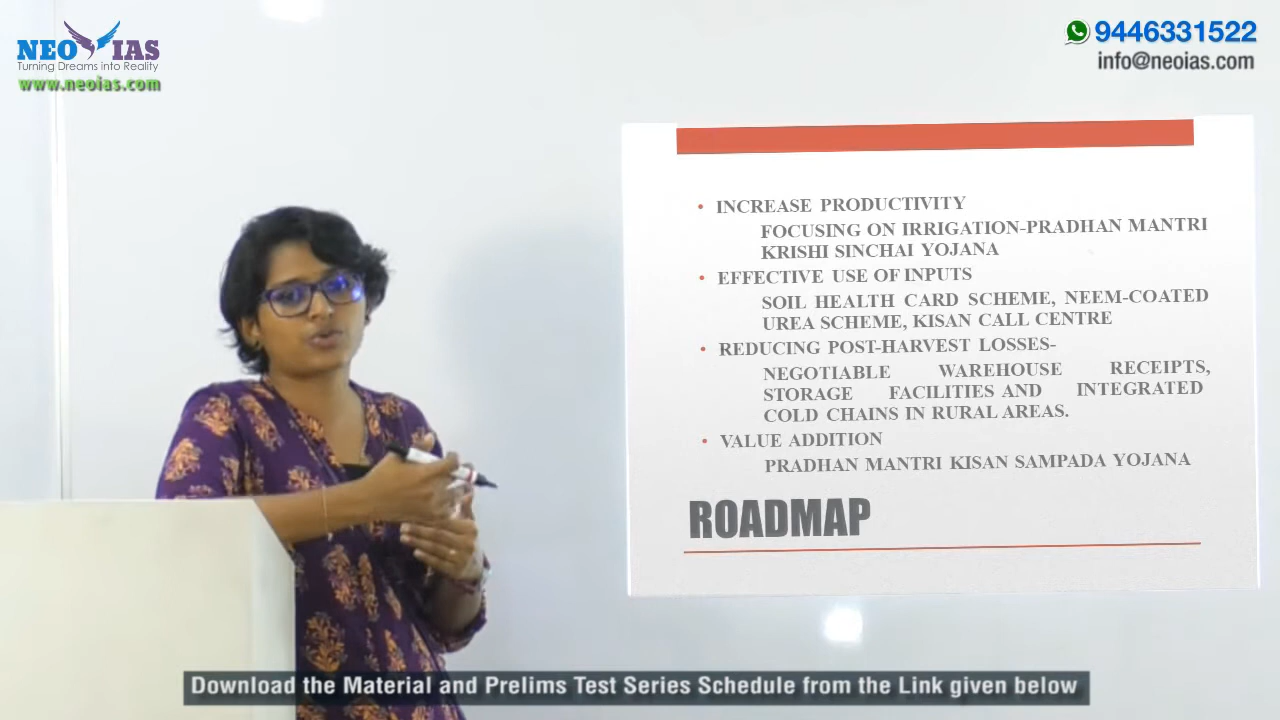 NEO IAS
Turning Dreams into Reality
www.neoias.com
9446331522
info@neoias.com
• INCREASE PRODUCTIVITY
FOCUSING ON IRRIGATION-PRADHAN MANTRI
KRISHI SINCHAI YOJANA
• EFFECTIVE USE OF INPUTS
SOIL HEALTH CARD SCHEME, NEEM-COATED
UREA SCHEME, KISAN CALL CENTRE
• REDUCING POST-HARVEST LOSSES-
NEGOTIABLE WAREHOUSE RECEIPTS,
STORAGE FACILITIES AND INTEGRATED
COLD CHAINS IN RURAL AREAS.
• VALUE ADDITION
PRADHAN MANTRI KISAN SAMPADA YOJANA
ROADMAP
Download the Material and Prelims Test Series Schedule from the Link given below